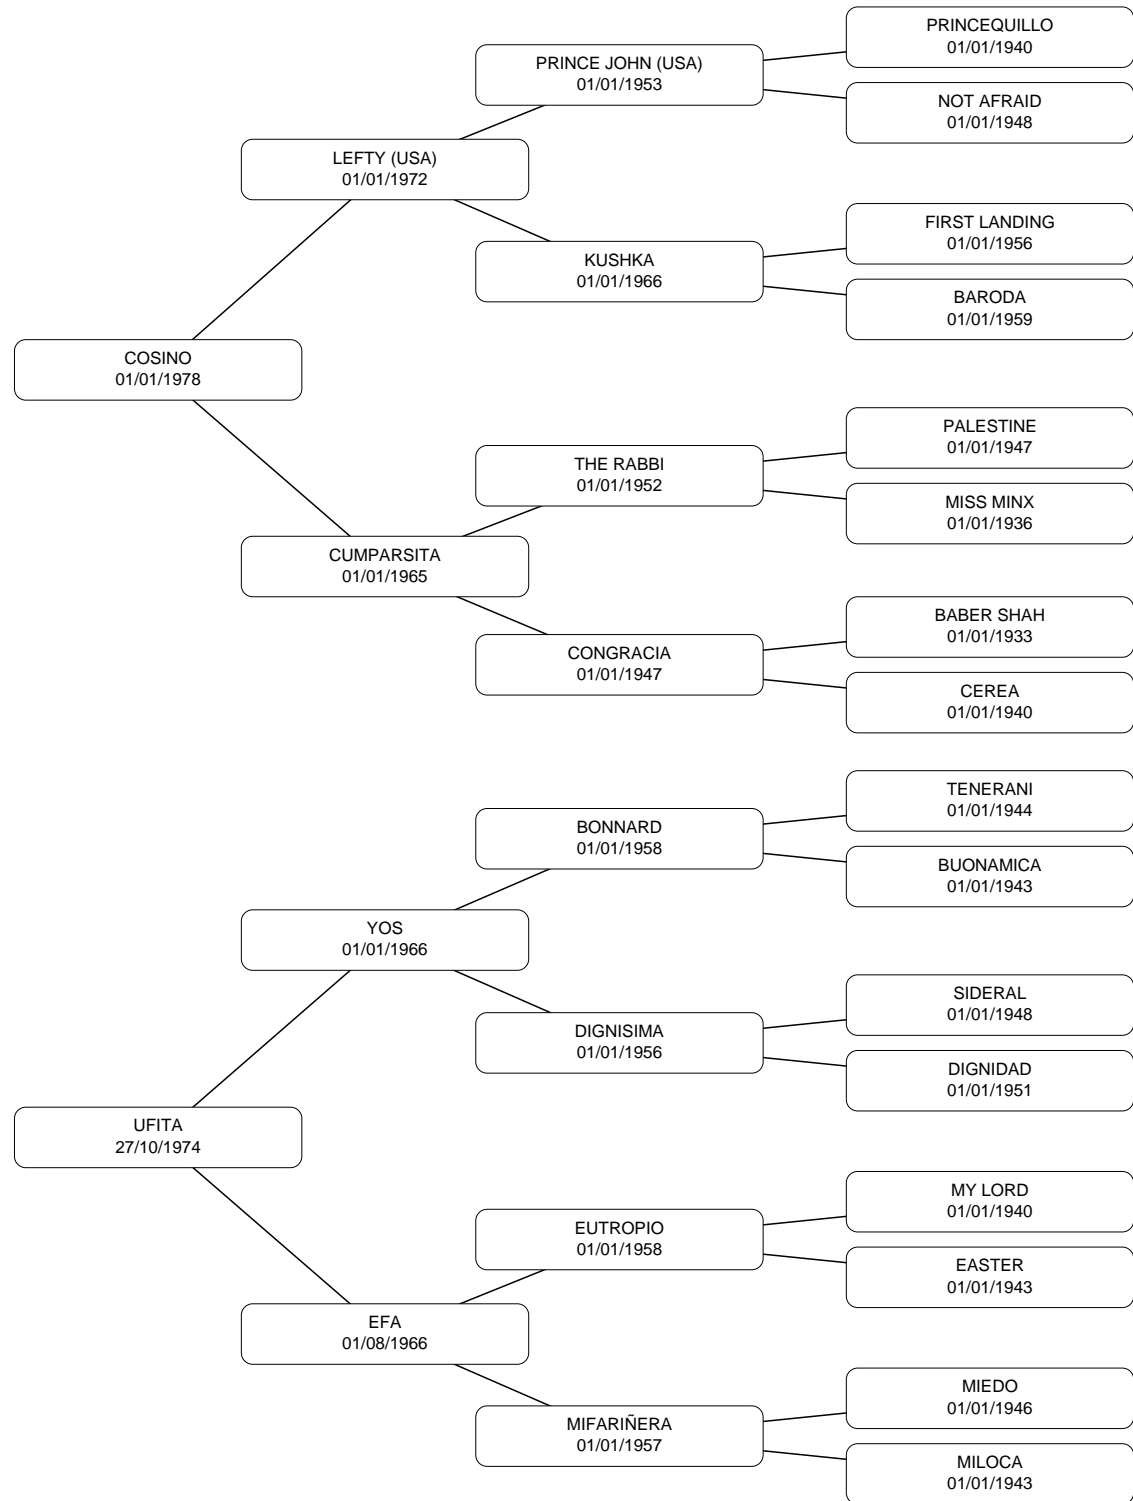 PRINCEQUILLO
01/01/1940
PRINCE JOHN (USA)
01/01/1953
NOT AFRAID
01/01/1948
LEFTY (USA)
01/01/1972
FIRST LANDING
01/01/1956
KUSHKA
01/01/1966
BARODA
01/01/1959
COSINO
01/01/1978
PALESTINE
01/01/1947
THE RABBI
01/01/1952
MISS MINX
01/01/1936
CUMPARSITA
01/01/1965
BABER SHAH
01/01/1933
CONGRACIA
01/01/1947
CEREA
01/01/1940
TENERANI
01/01/1944
BONNARD
01/01/1958
BUONAMICA
01/01/1943
YOS
01/01/1966
SIDERAL
01/01/1948
DIGNISIMA
01/01/1956
DIGNIDAD
01/01/1951
UFITA
27/10/1974
MY LORD
01/01/1940
EUTROPIO
01/01/1958
EASTER
01/01/1943
EFA
01/08/1966
MIEDO
01/01/1946
MIFARIÑERA
01/01/1957
MILOCA
01/01/1943